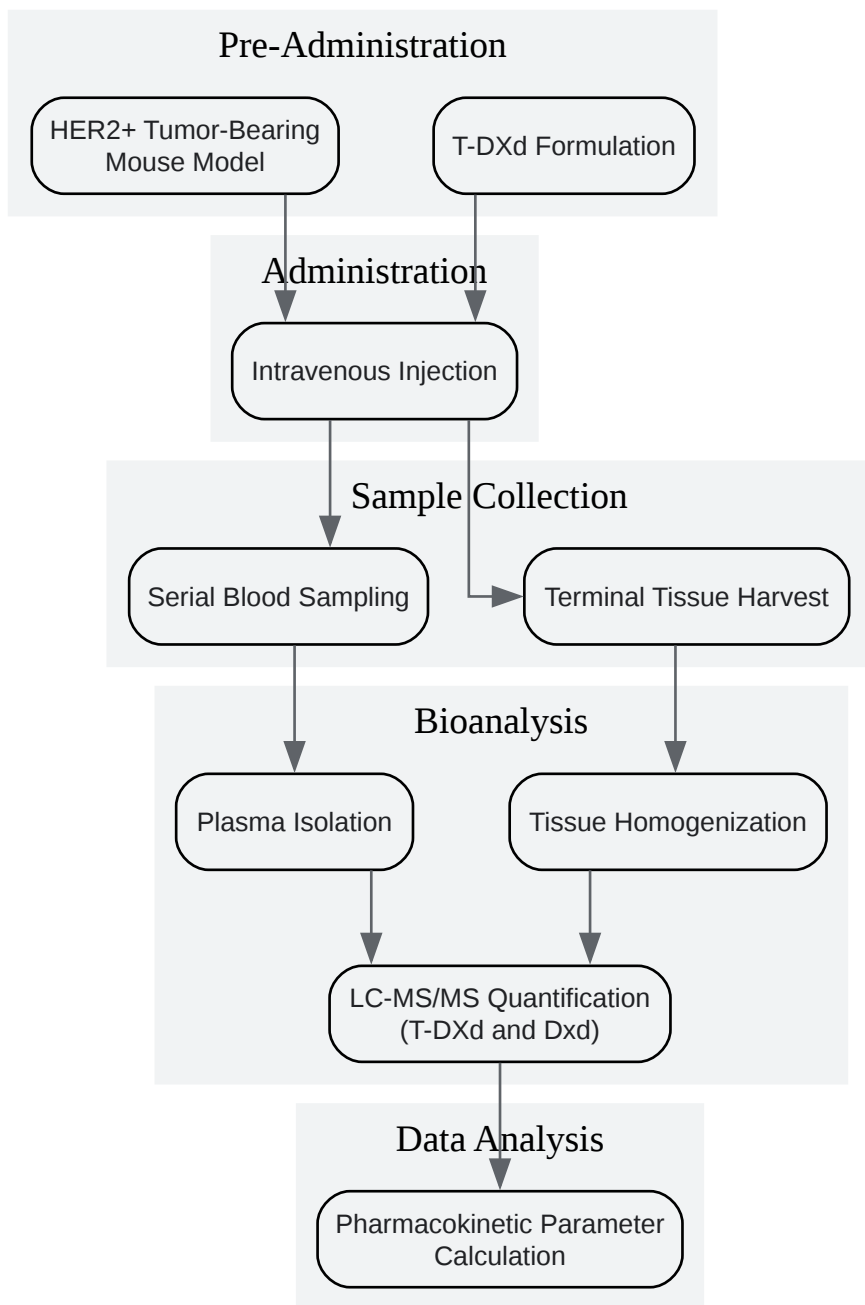 Pre-Administration
HER2+ Tumor-Bearing
Mouse Model
T-DXd Formulation
Administration
Intravenous Injection
Sample Collection
Serial Blood Sampling
Terminal Tissue Harvest
Bioanalysis
Plasma Isolation
Tissue Homogenization
LC-MS/MS Quantification
(T-DXd and Dxd)
Data Analysis
Pharmacokinetic Parameter
Calculation